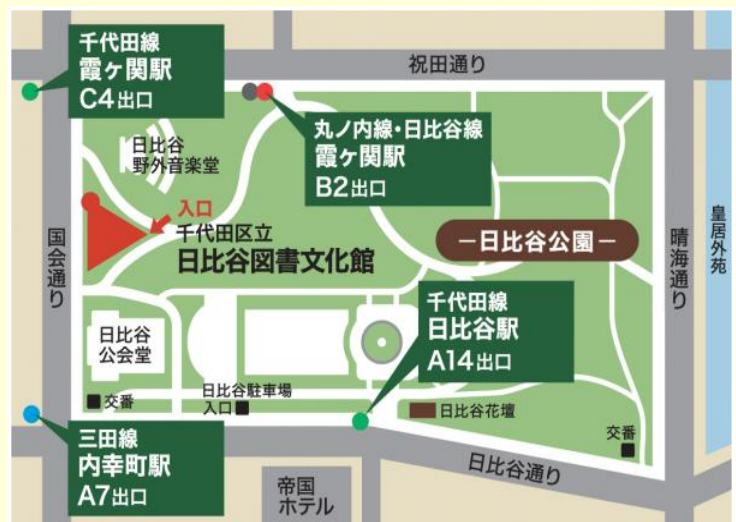 千代田線
霞ヶ関駅
C4出口
祝田通り
丸ノ内線・日比谷線
霞ヶ関駅
B2出口
日比谷
野外音楽堂
入口
千代田区立
日比谷図書文化館
－日比谷公園－
国会通り
晴海通り
皇居外苑
千代田線
日比谷駅
A14出口
日比谷
公会堂
交番
日比谷駐車場
入口
日比谷花壇
交番
三田線
内幸町駅
A7出口
帝国
ホテル
日比谷通り